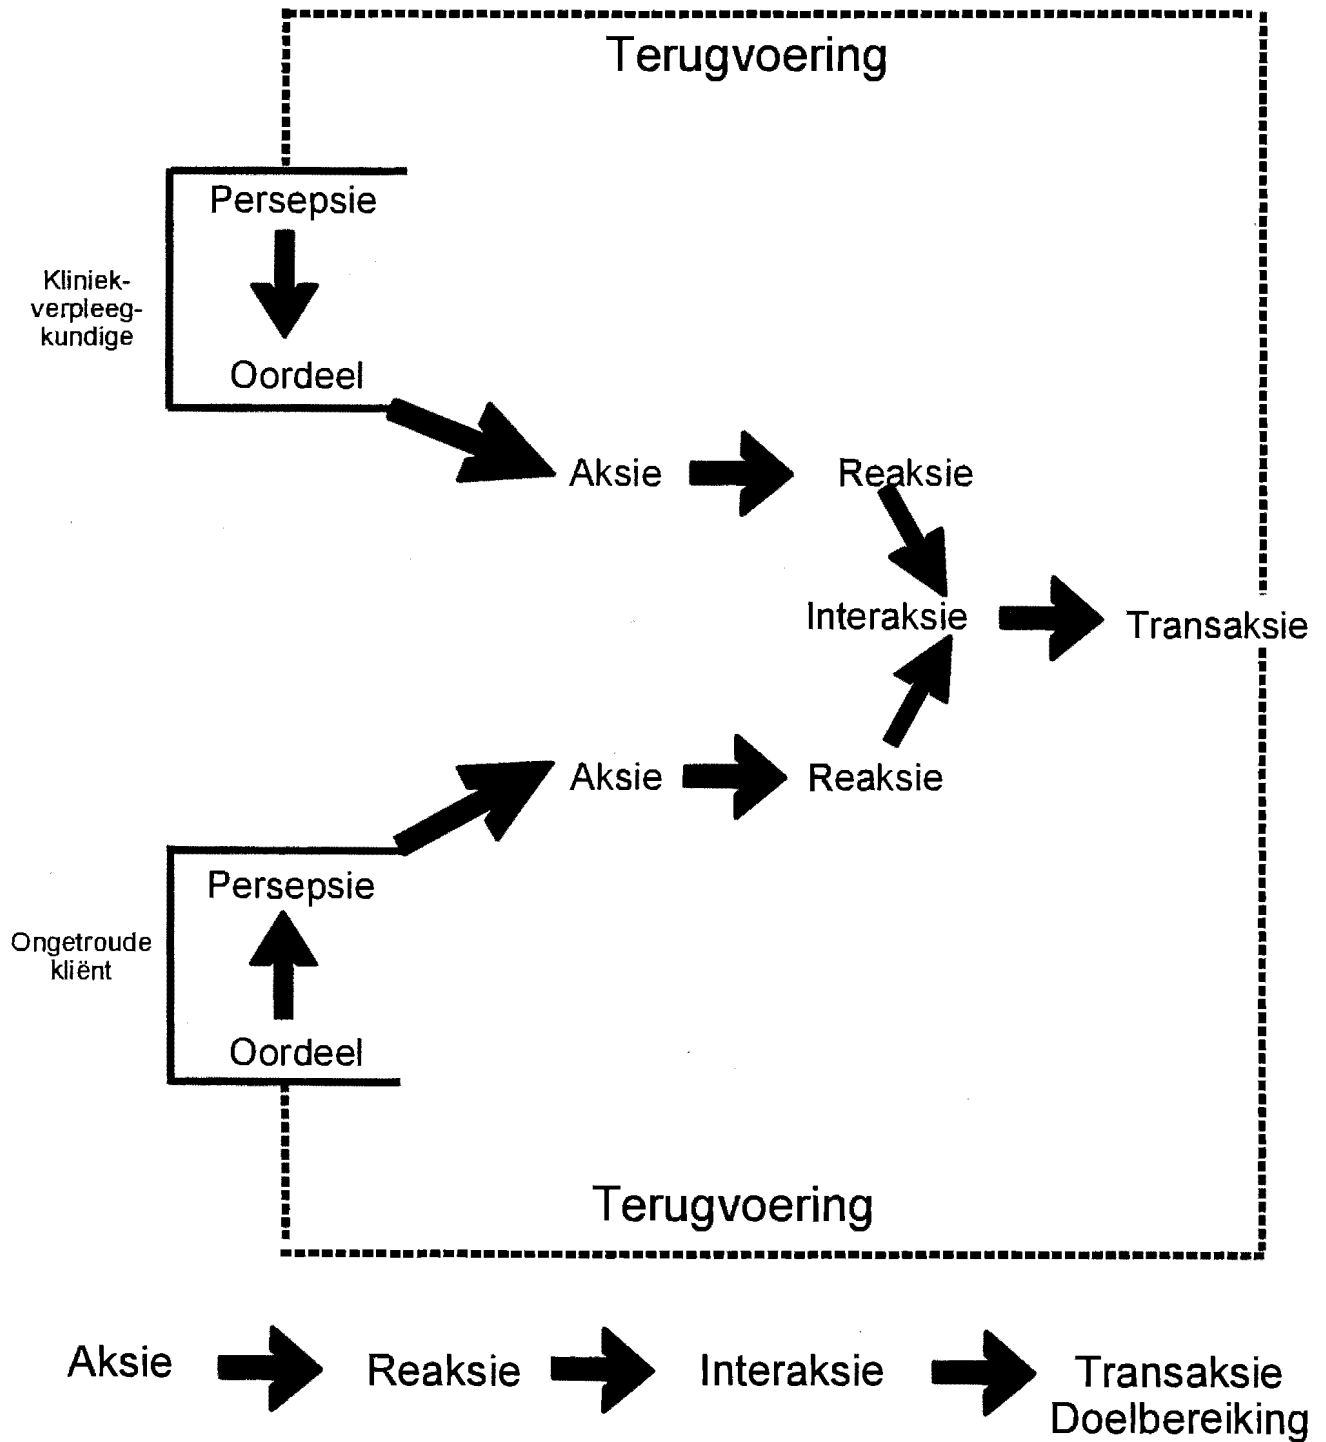 Terugvoering
Persepsie
Kliniek-
verpleeg-
kundige
Oordeel
Aksie
Reaksie
Interaksie
Transaksie
Aksie
Reaksie
Persepsie
Ongetroude
kliënt
Oordeel
Terugvoering
Aksie
Reaksie
Interaksie
Transaksie
Doelbereiking